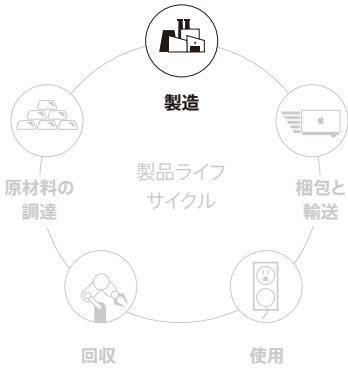 製造
原材料の
調達
製品ライフ
サイクル
梱包と
輸送
回収
使用